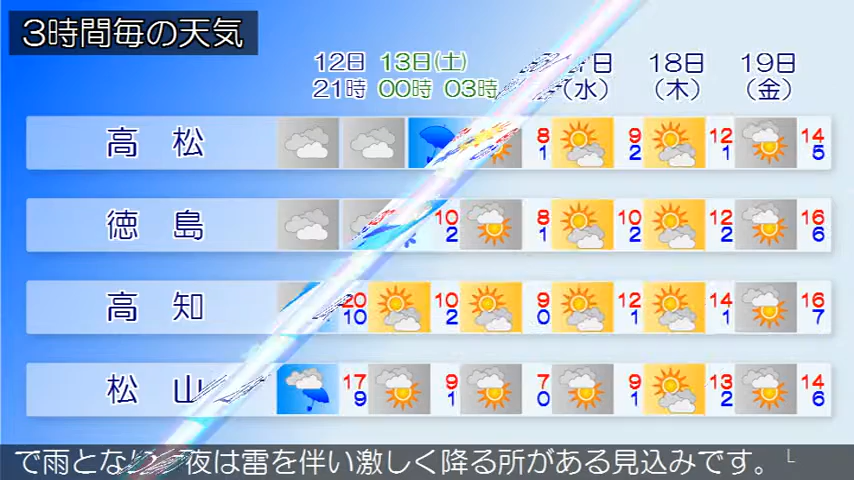 3時間毎の天気
12日 13日(土) 日 18日 19日
21時 00時 03時 (水) (木) (金)
高松 8 1 9 2 12 1 14 5
徳島 10 2 8 1 10 2 12 2 16 6
高知 20 10 10 2 9 0 12 1 14 1 16 7
松山 17 9 9 1 7 0 9 1 13 2 14 6
で雨となり、夜は雷を伴い激しく降る所がある見込みです。